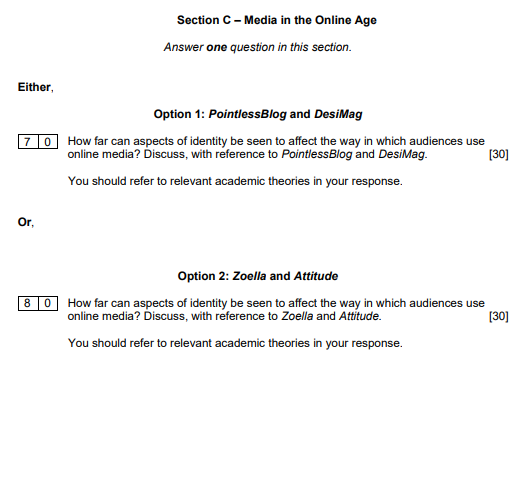 Section C – Media in the Online Age
Answer one question in this section.
Either,
Option 1: PointlessBlog and DesiMag
7 0 How far can aspects of identity be seen to affect the way in which audiences use
online media? Discuss, with reference to PointlessBlog and DesiMag. [30]
You should refer to relevant academic theories in your response.
Or,
Option 2: Zoella and Attitude
8 0 How far can aspects of identity be seen to affect the way in which audiences use
online media? Discuss, with reference to Zoella and Attitude. [30]
You should refer to relevant academic theories in your response.